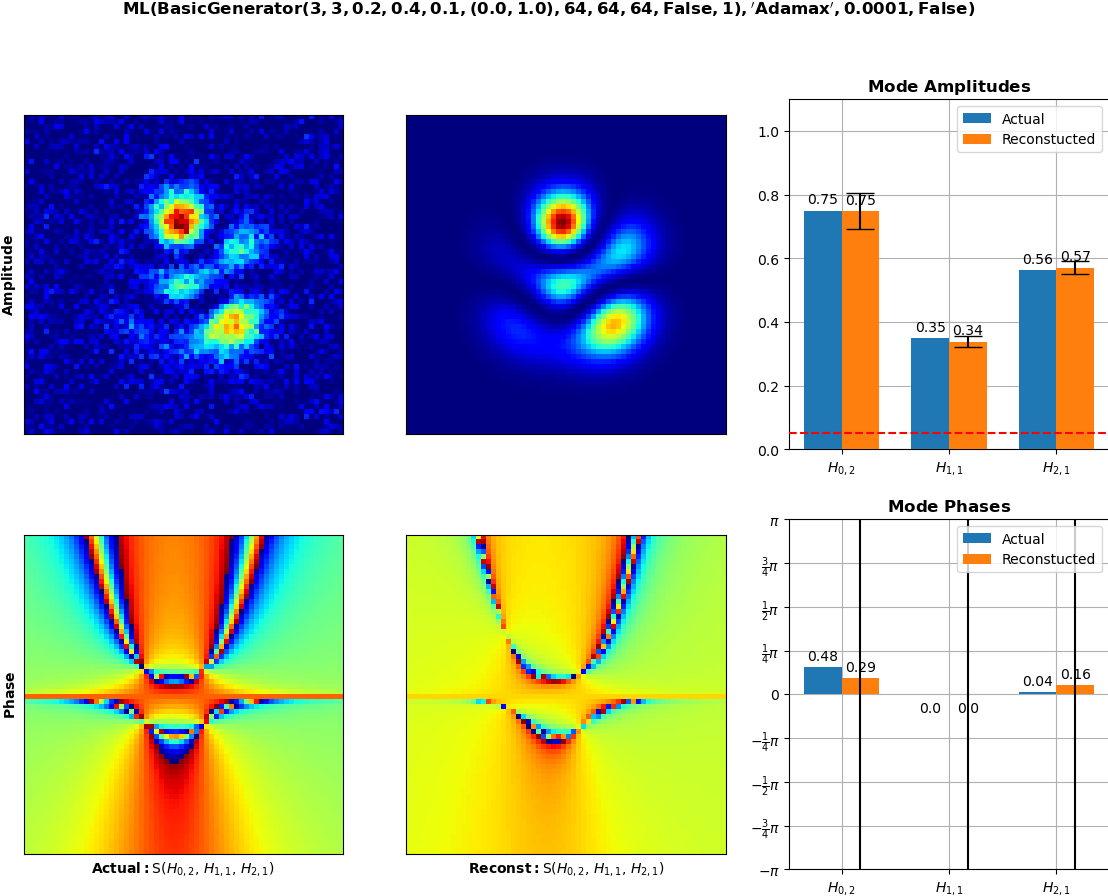 ML(BasicGenerator(3, 3, 0.2, 0.4, 0.1, (0.0, 1.0), 64, 64, 64, False, 1), ′Adamax′, 0.0001, False)
Mode Amplitudes
Actual
Reconstucted
1.0
0.8
0.6
0.4
0.2
0.0
0.75 0.75
0.35 0.34
0.56 0.57
H0,2 H1,1 H2,1
Amplitude
Mode Phases
Actual
Reconstucted
π
3/4π
1/2π
1/4π
0
−1/4π
−1/2π
−3/4π
−π
0.48 0.29
0.0 0.0
0.04 0.16
H0,2 H1,1 H2,1
Phase
Actual: S(H0,2, H1,1, H2,1)
Reconst: S(H0,2, H1,1, H2,1)